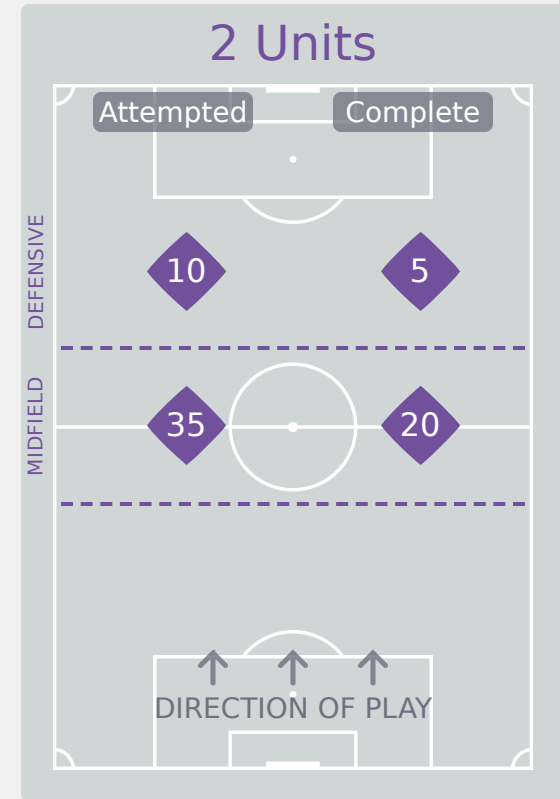 2 Units
Attempted Complete
DEFENSIVE
10 5
MIDFIELD
35 20
DIRECTION OF PLAY